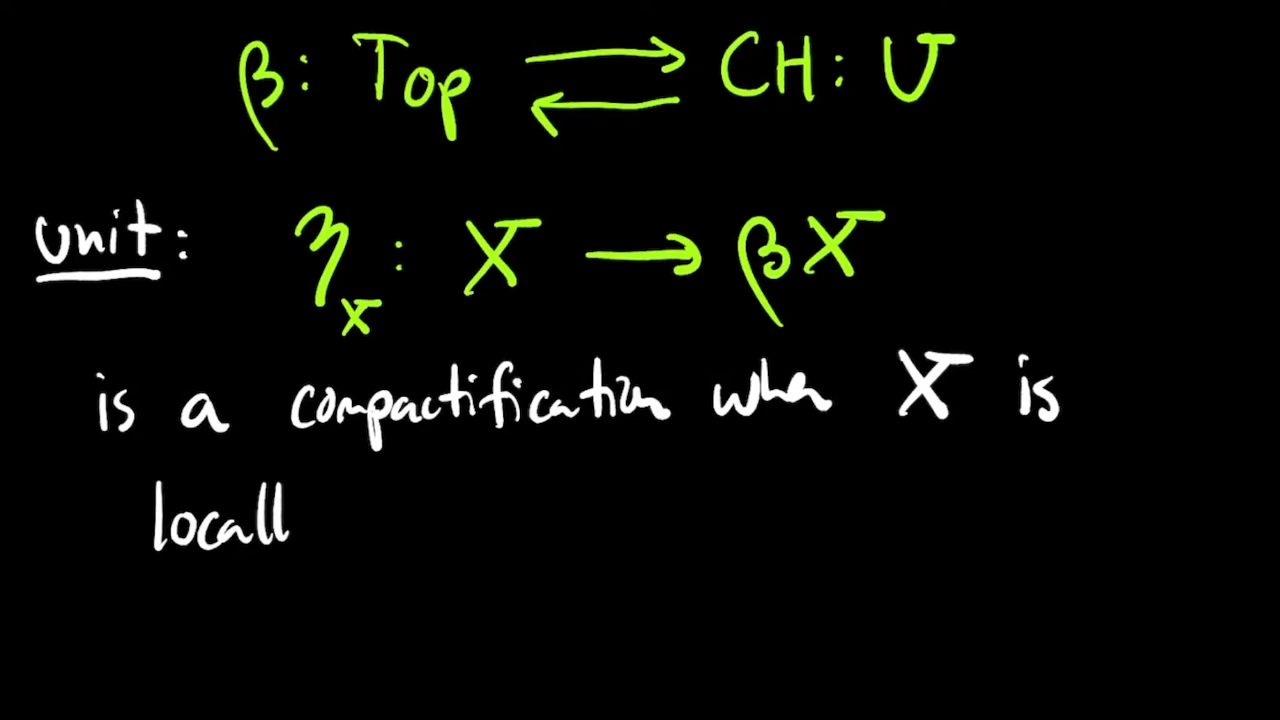 β: Top ⇄ CH: U
unit: η_X: X → βX
is a compactification when X is
locall